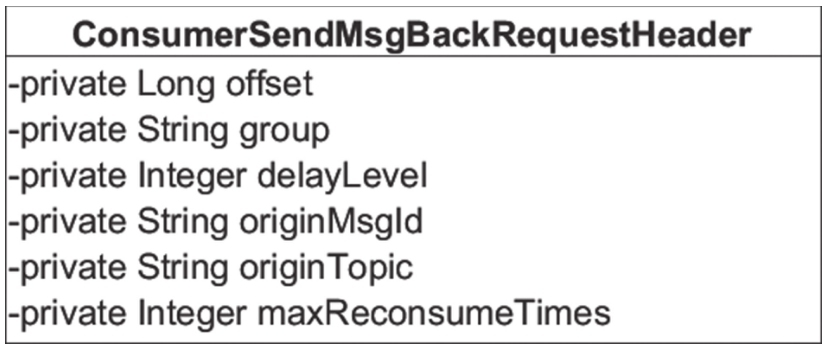 ConsumerSendMsgBackRequestHeader
-private Long offset
-private String group
-private Integer delayLevel
-private String originMsgId
-private String originTopic
-private Integer maxReconsumeTimes